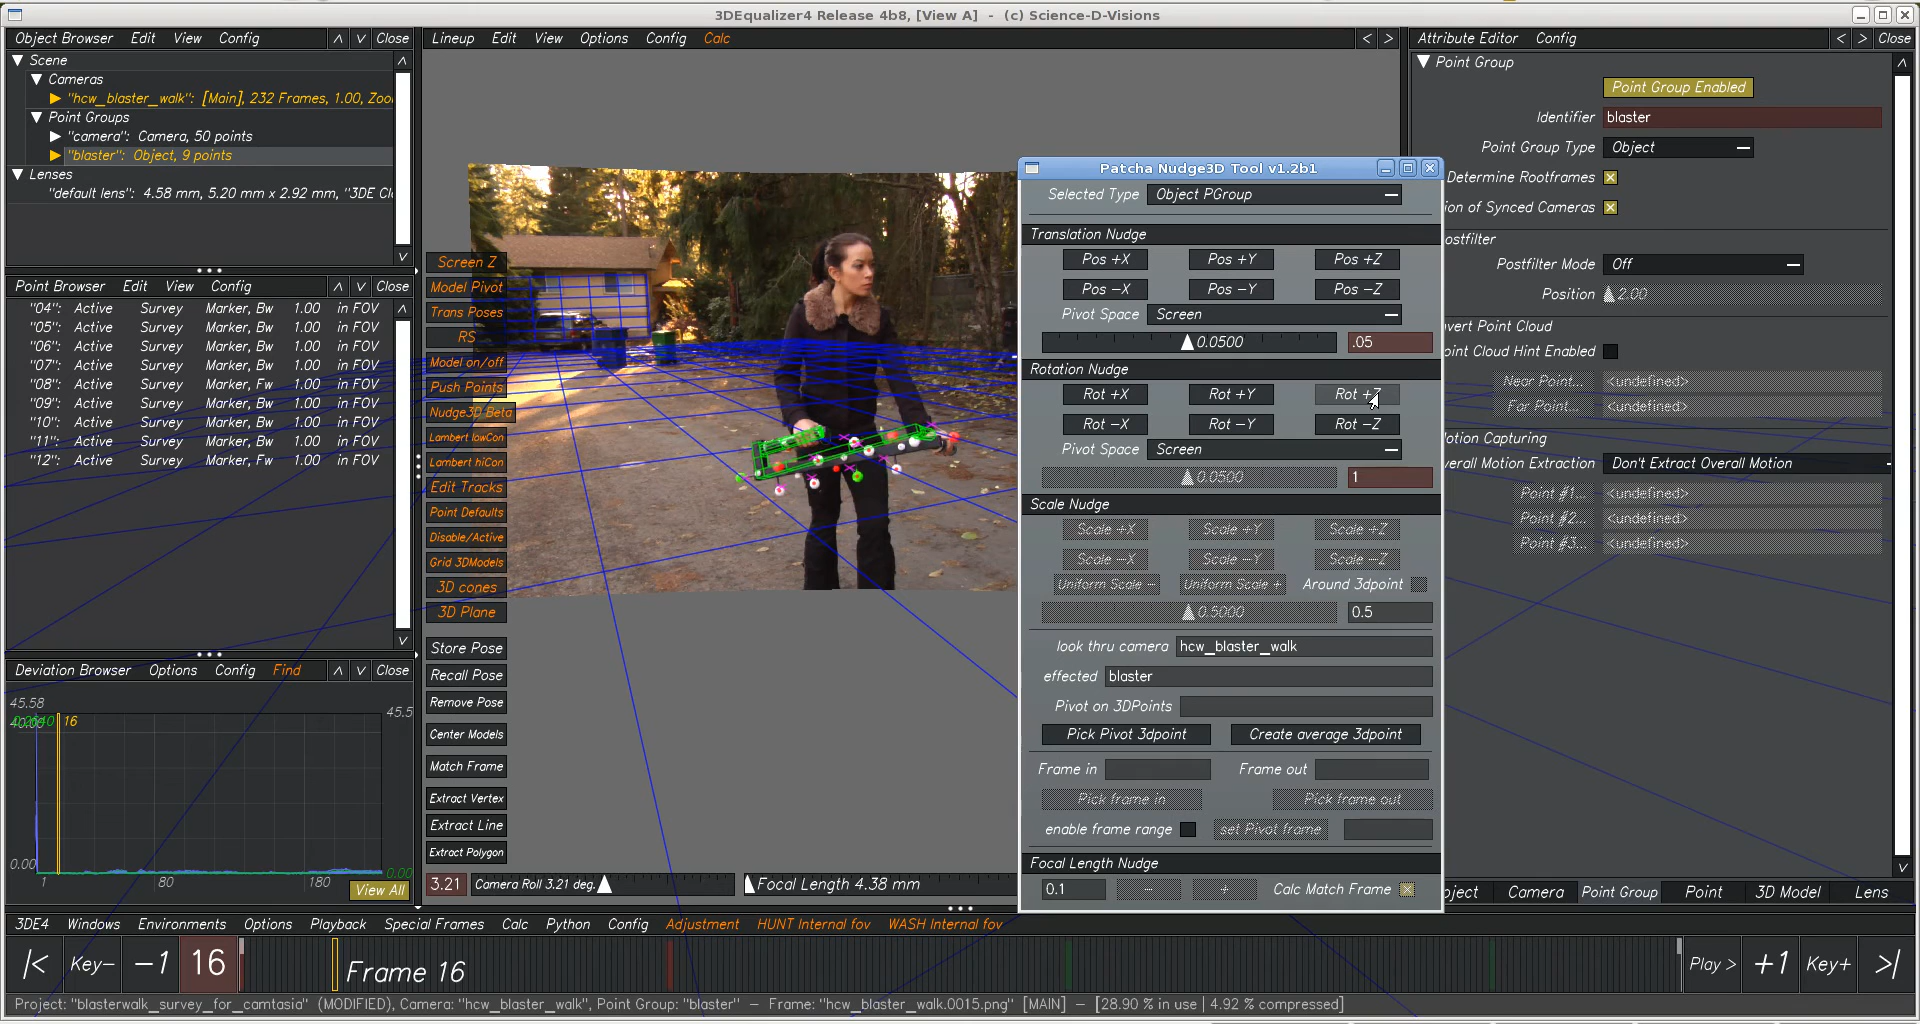 3DEqualizer4 Release 4b8, [View A]  -  (c) Science-D-Visions
Object Browser Edit View Config Close
Scene
Cameras
"hcw_blaster_walk": [Main], 232 Frames, 1.00, Zoo
Point Groups
"camera": Camera, 50 points
"blaster": Object, 9 points
Lenses
"default lens": 4.58 mm, 5.20 mm x 2.92 mm, "3DE Cl
Point Browser Edit View Config Close
"04": Active Survey Marker, Bw 1.00 in FOV
"05": Active Survey Marker, Bw 1.00 in FOV
"06": Active Survey Marker, Bw 1.00 in FOV
"07": Active Survey Marker, Bw 1.00 in FOV
"08": Active Survey Marker, Fw 1.00 in FOV
"09": Active Survey Marker, Bw 1.00 in FOV
"10": Active Survey Marker, Bw 1.00 in FOV
"11": Active Survey Marker, Bw 1.00 in FOV
"12": Active Survey Marker, Fw 1.00 in FOV
Deviation Browser Options Config Find Close
45.58
16
45.5
0.00
0.00
1 80 180
View All
Lineup Edit View Options Config Calc < >
Screen Z
Model Pivot
Trans Poses
RS
Model on/off
Push Points
Nudge3D Beta
Lambert lowCon
Lambert hiCon
Edit Tracks
Point Defaults
Disable/Active
Grid 3DModels
3D cones
3D Plane
Store Pose
Recall Pose
Remove Pose
Center Models
Match Frame
Extract Vertex
Extract Line
Extract Polygon
3.21 Camera Roll 3.21 deg. Focal Length 4.38 mm
Patcha Nudge3D Tool v1.2b1
Selected Type Object PGroup
Translation Nudge
Pos +X Pos +Y Pos +Z
Pos -X Pos -Y Pos -Z
Pivot Space Screen
0.0500 .05
Rotation Nudge
Rot +X Rot +Y Rot +Z
Rot -X Rot -Y Rot -Z
Pivot Space Screen
0.0500 1
Scale Nudge
Scale +X Scale +Y Scale +Z
Scale -X Scale -Y Scale -Z
Uniform Scale - Uniform Scale + Around 3dpoint
0.5000 0.5
look thru camera hcw_blaster_walk
effected blaster
Pivot on 3DPoints
Pick Pivot 3dpoint Create average 3dpoint
Frame in Frame out
Pick frame in Pick frame out
enable frame range set Pivot frame
Focal Length Nudge
0.1 - + Calc Match Frame
Attribute Editor Config < > Close
Point Group
Point Group Enabled
Identifier blaster
Point Group Type Object
Determine Rootframes
ion of Synced Cameras
ostfilter
Postfilter Mode Off
Position 2.00
vert Point Cloud
oint Cloud Hint Enabled
Near Point... <undefined>
Far Point... <undefined>
otion Capturing
verall Motion Extraction Don't Extract Overall Motion
Point #1... <undefined>
Point #2... <undefined>
Point #3... <undefined>
ject Camera Point Group Point 3D Model Lens
3DE4 Windows Environments Options Playback Special Frames Calc Python Config Adjustment HUNT Internal fov WASH Internal fov
|< Key- -1 16 Frame 16 Play > +1 Key+ >|
Project: "blasterwalk_survey_for_camtasia" (MODIFIED), Camera: "hcw_blaster_walk", Point Group: "blaster" - Frame: "hcw_blaster_walk.0015.png" [MAIN] - [28.90 % in use | 4.92 % compressed]